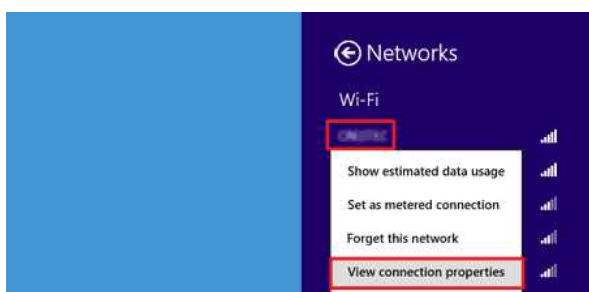 Networks
Wi-Fi
Show estimated data usage
Set as metered connection
Forget this network
View connection properties